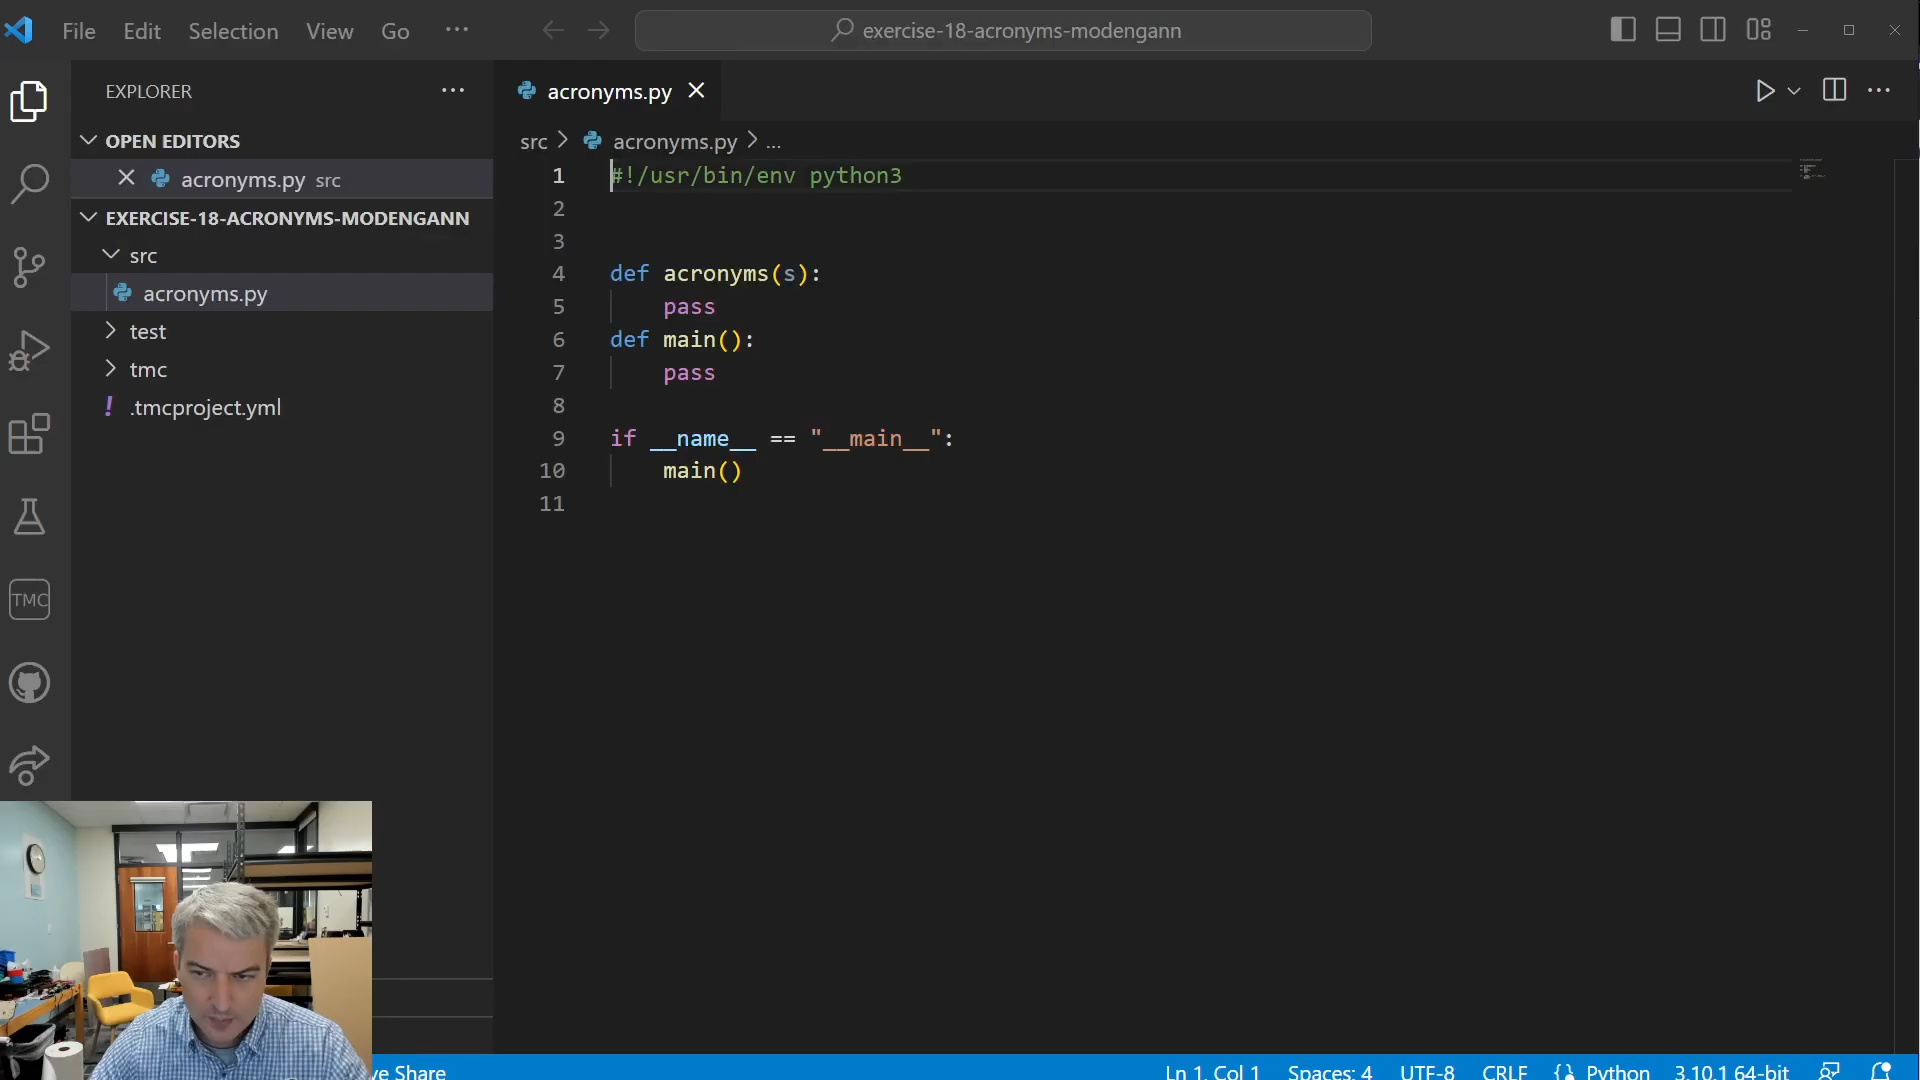 File Edit Selection View Go ...
exercise-18-acronyms-modengann
EXPLORER ...
OPEN EDITORS
acronyms.py src
EXERCISE-18-ACRONYMS-MODENGANN
src
acronyms.py
test
tmc
! .tmcproject.yml
TMC
acronyms.py
src > acronyms.py > ...
1 #!/usr/bin/env python3
2
3
4 def acronyms(s):
5 pass
6 def main():
7 pass
8
9 if __name__ == "__main__":
10 main()
11
ve Share
Ln 1, Col 1 Spaces: 4 UTF-8 CRLF {} Python 3.10.1 64-bit